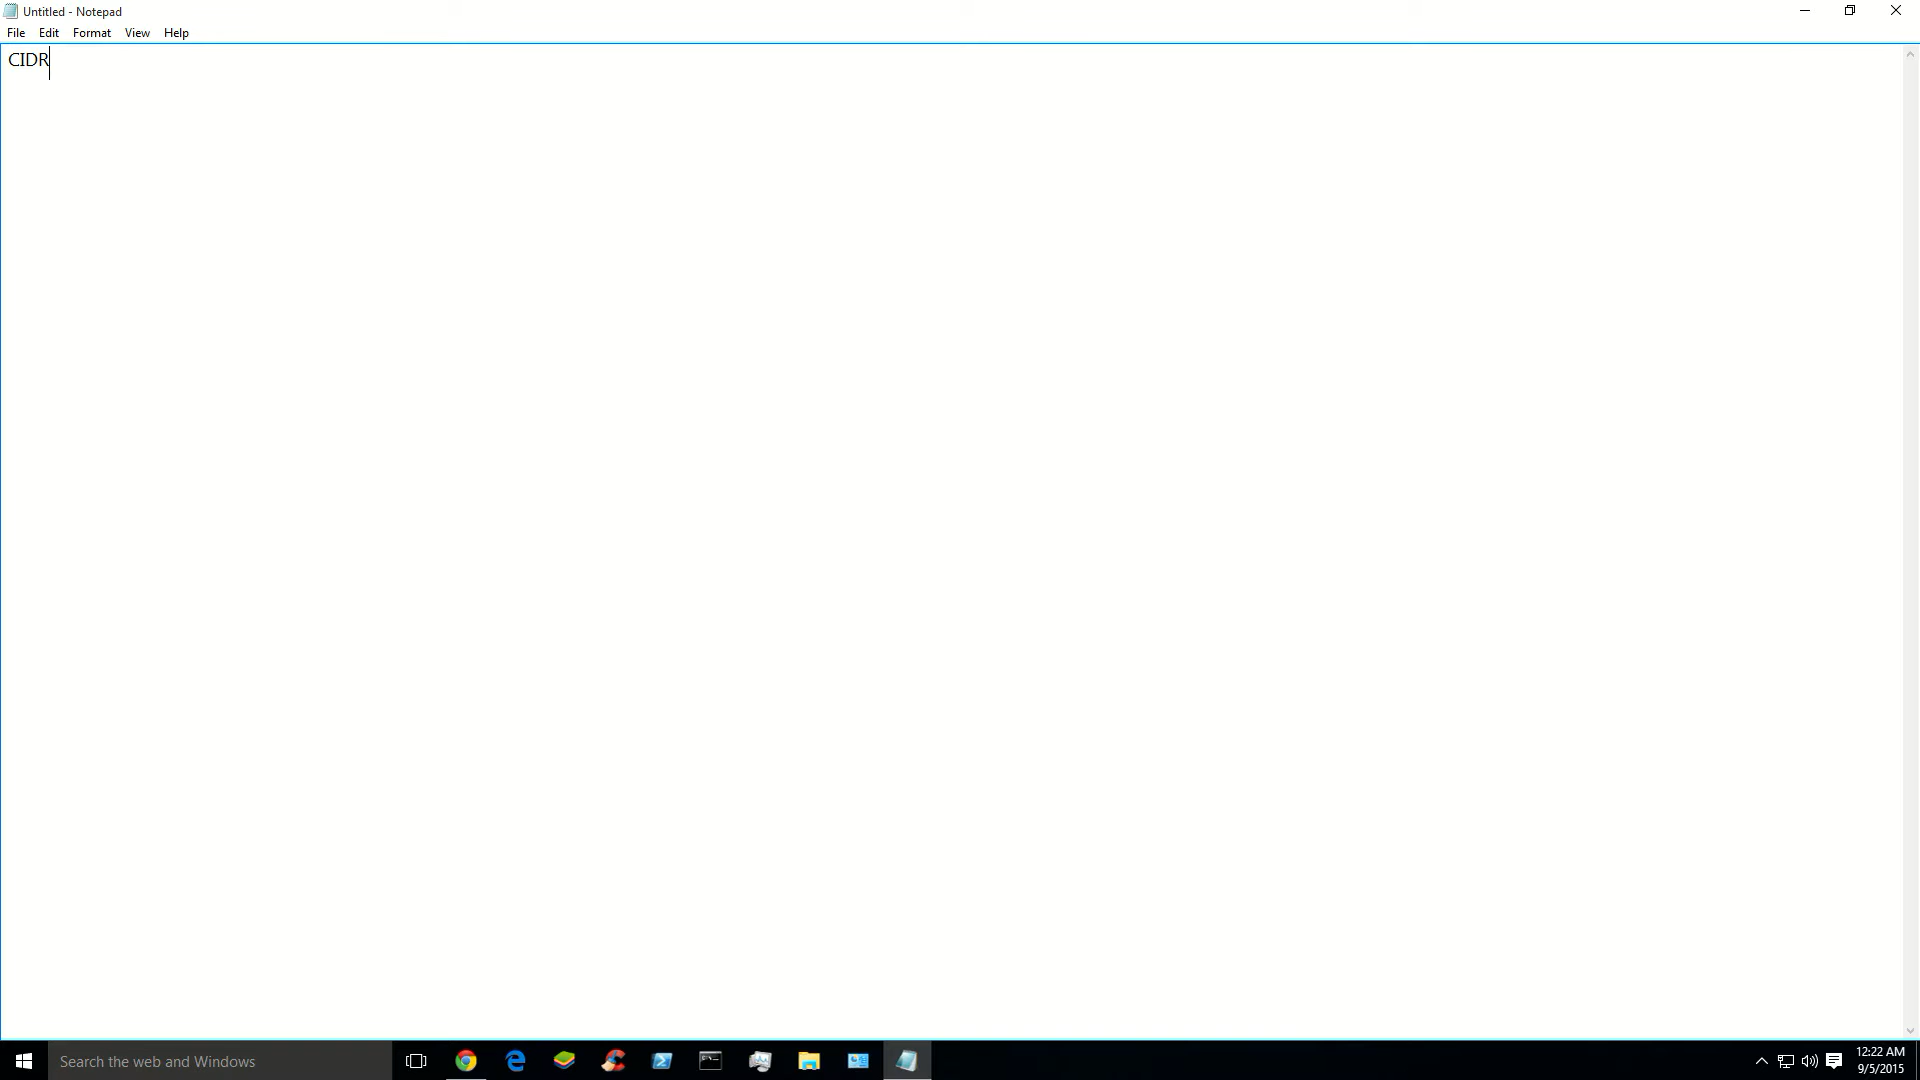 Untitled - Notepad
File Edit Format View Help
CIDR
Search the web and Windows
12:22 AM
9/5/2015